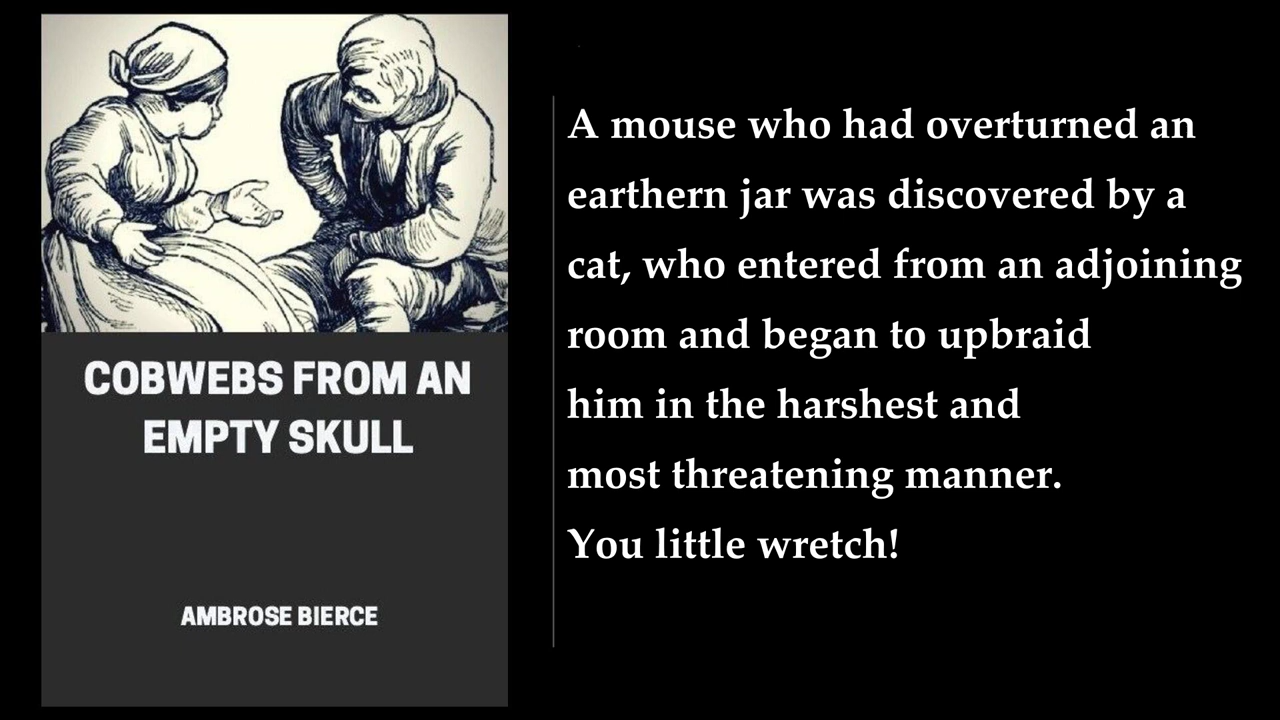 COBWEBS FROM AN
EMPTY SKULL
AMBROSE BIERCE
A mouse who had overturned an
earthern jar was discovered by a
cat, who entered from an adjoining
room and began to upbraid
him in the harshest and
most threatening manner.
You little wretch!